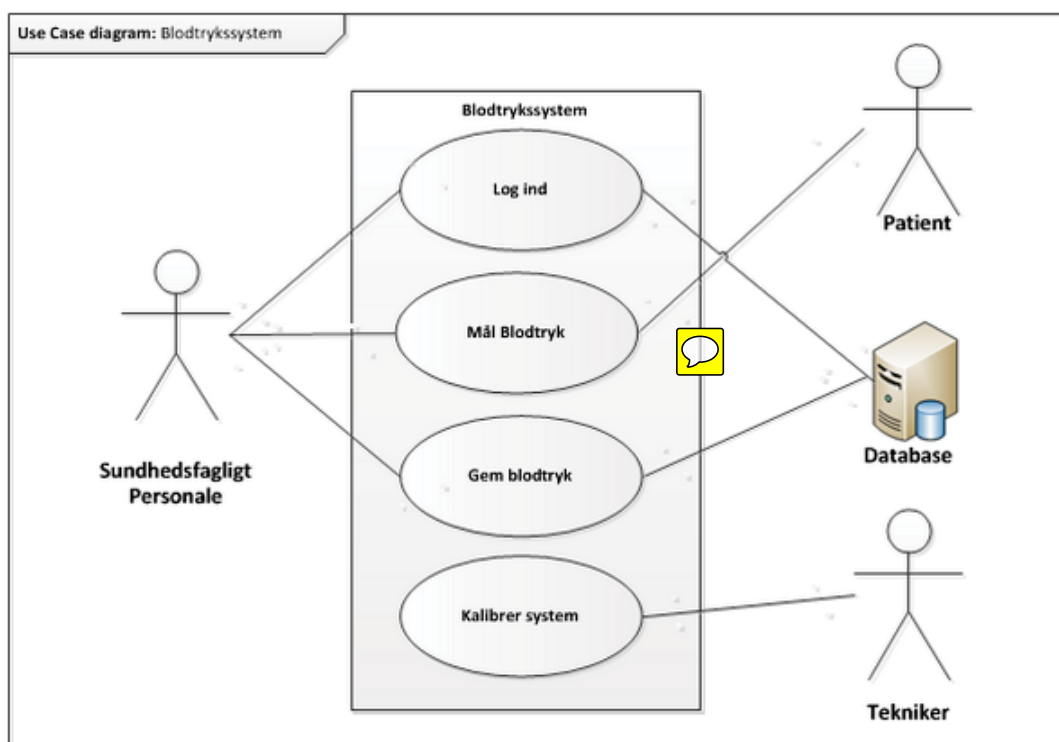 Use Case diagram: Blodtrykssystem
Blodtrykssystem
Log ind
Patient
Mål Blodtryk
Sundhedsfagligt
Personale
Gem blodtryk
Database
Kalibrer system
Tekniker